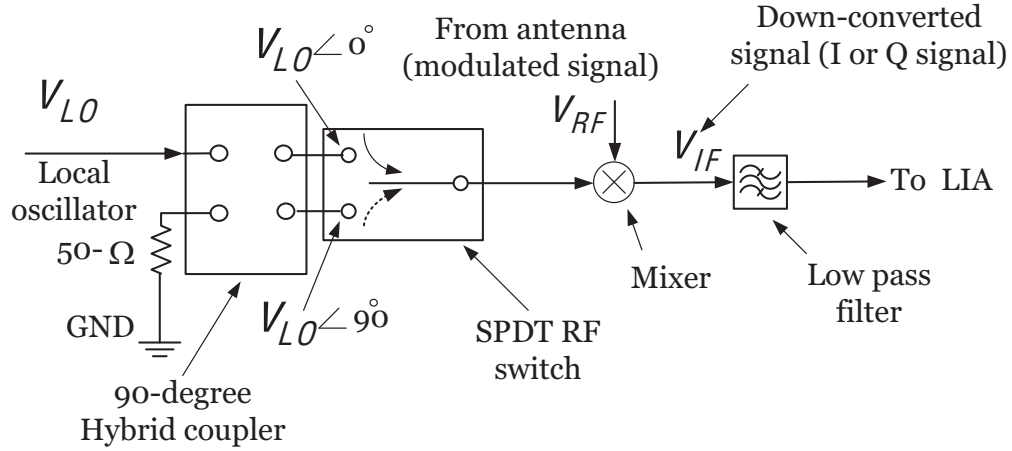 V_LO∠0°
From antenna
(modulated signal)
Down-converted
signal (I or Q signal)
V_LO
V_RF
V_IF
Local
oscillator
50-Ω
To LIA
GND
V_LO∠90°
Mixer
Low pass
filter
SPDT RF
switch
90-degree
Hybrid coupler